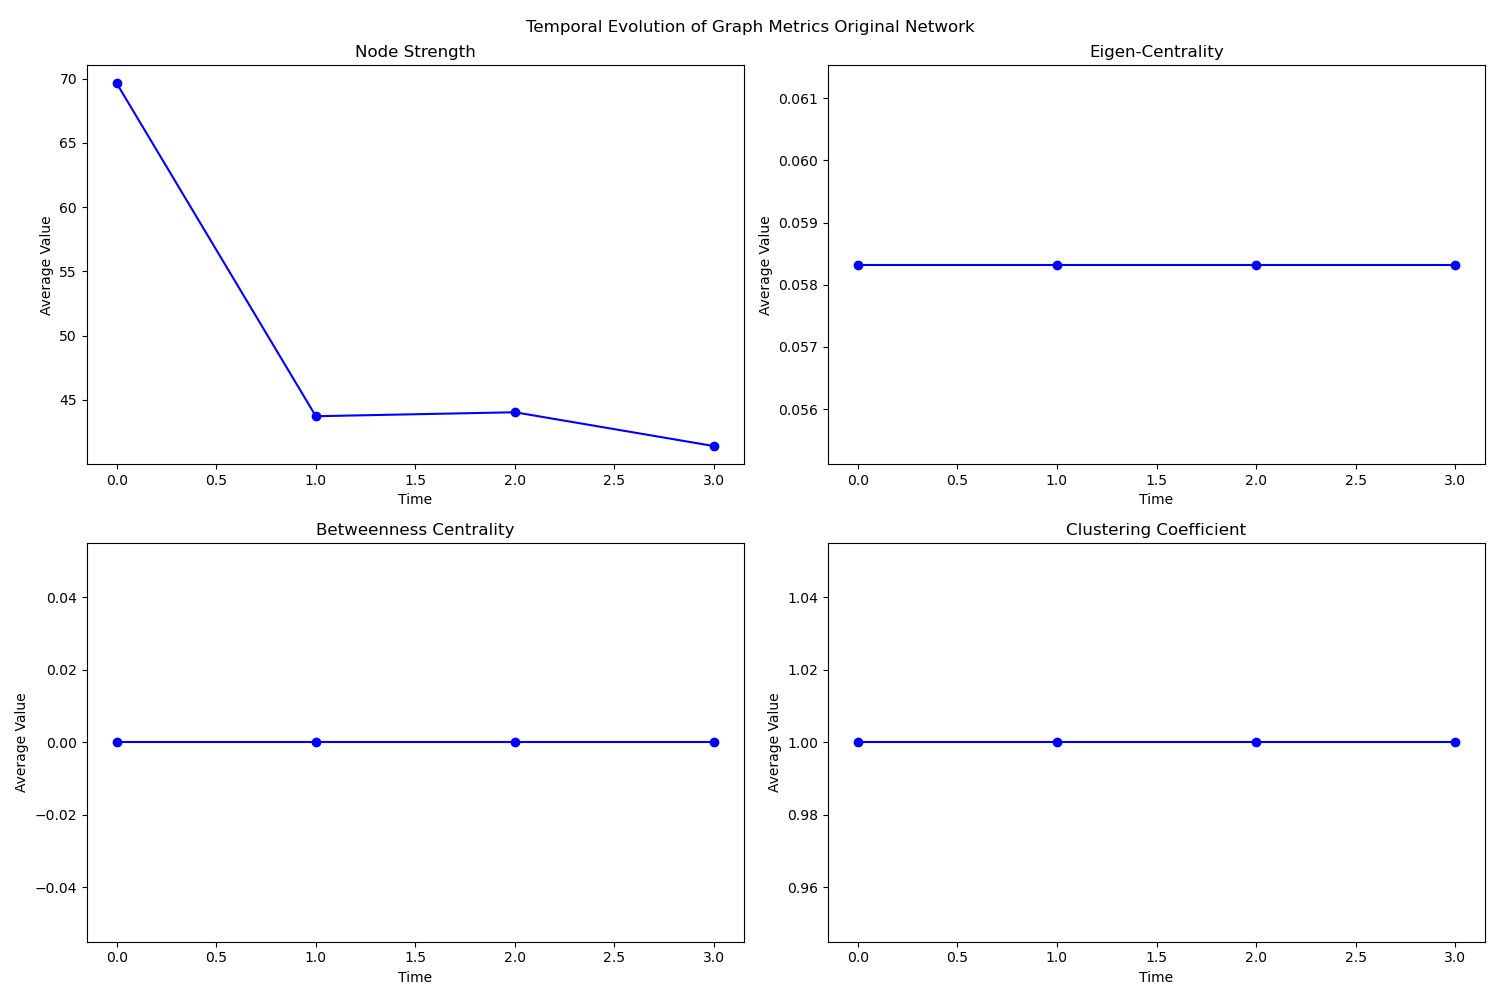 Temporal Evolution of Graph Metrics Original Network
Node Strength
70
65
60
55
50
45
Average Value
0.0 0.5 1.0 1.5 2.0 2.5 3.0
Time
Eigen-Centrality
0.061
0.060
0.059
0.058
0.057
0.056
Average Value
0.0 0.5 1.0 1.5 2.0 2.5 3.0
Time
Betweenness Centrality
0.04
0.02
0.00
−0.02
−0.04
Average Value
0.0 0.5 1.0 1.5 2.0 2.5 3.0
Time
Clustering Coefficient
1.04
1.02
1.00
0.98
0.96
Average Value
0.0 0.5 1.0 1.5 2.0 2.5 3.0
Time